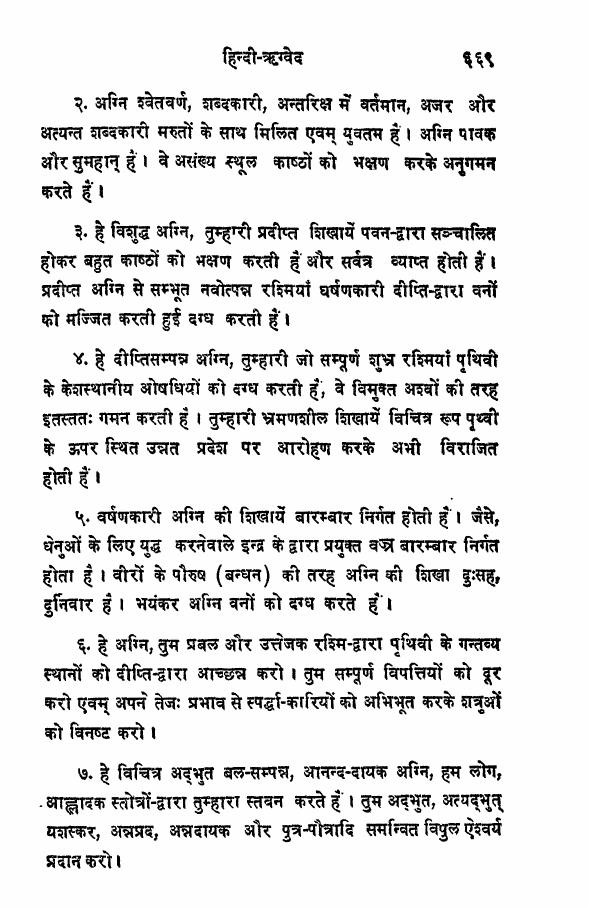 हिन्दी-ऋग्वेद ६६९
२. अग्नि श्वेतवर्ण, शब्दकारी, अन्तरिक्ष में वर्तमान, अजर और
अत्यन्त शब्दकारी मरुतों के साथ मिलित एवम् युवतम हैं। अग्नि पावक
और सुमहान् हैं। वे असंख्य स्थूल काष्ठों को भक्षण करके अनुगमन
करते हैं।
३. हे विशुद्ध अग्नि, तुम्हारी प्रदीप्त शिखायें पवन-द्वारा सञ्चालित
होकर बहुत काष्ठों को भक्षण करती हैं और सर्वत्र व्याप्त होती हैं।
प्रदीप्त अग्नि से सम्भूत नवोत्पन्न रश्मियां घर्षणकारी दीप्ति-द्वारा वनों
को मज्जित करती हुई दग्ध करती हैं।
४. हे दीप्तिसम्पन्न अग्नि, तुम्हारी जो सम्पूर्ण शुभ्र रश्मियां पृथिवी
के केशस्थानीय ओषधियों को दग्ध करती हैं, वे विमुक्त अश्वों की तरह
इतस्ततः गमन करती हैं। तुम्हारी भ्रमणशील शिखायें विचित्र रूप पृथ्वी
के ऊपर स्थित उन्नत प्रदेश पर आरोहण करके अभी विराजित
होती हैं।
५. वर्षणकारी अग्नि की शिखायें बारम्बार निर्गत होती हैं। जैसे,
धेनुओं के लिए युद्ध करनेवाले इन्द्र के द्वारा प्रयुक्त वज्र बारम्बार निर्गत
होता है। वीरों के पौरुष (बन्धन) की तरह अग्नि की शिखा दुःसह,
दुर्निवार है। भयंकर अग्नि वनों को दग्ध करते हैं।
६. हे अग्नि, तुम प्रबल और उत्तेजक रश्मि-द्वारा पृथिवी के गन्तव्य
स्थानों को दीप्ति-द्वारा आच्छन्न करो। तुम सम्पूर्ण विपत्तियों को दूर
करो एवम् अपने तेजः प्रभाव से स्पर्द्धा-कारियों को अभिभूत करके शत्रुओं
को विनष्ट करो।
७. हे विचित्र अद्भुत बल-सम्पन्न, आनन्द-दायक अग्नि, हम लोग,
आह्लादक स्तोत्रों-द्वारा तुम्हारा स्तवन करते हैं। तुम अद्भुत, अत्यद्भुत्
यशस्कर, अन्नप्रद, अन्नदायक और पुत्र-पौत्रादि समन्वित विपुल ऐश्वर्य
प्रदान करो।